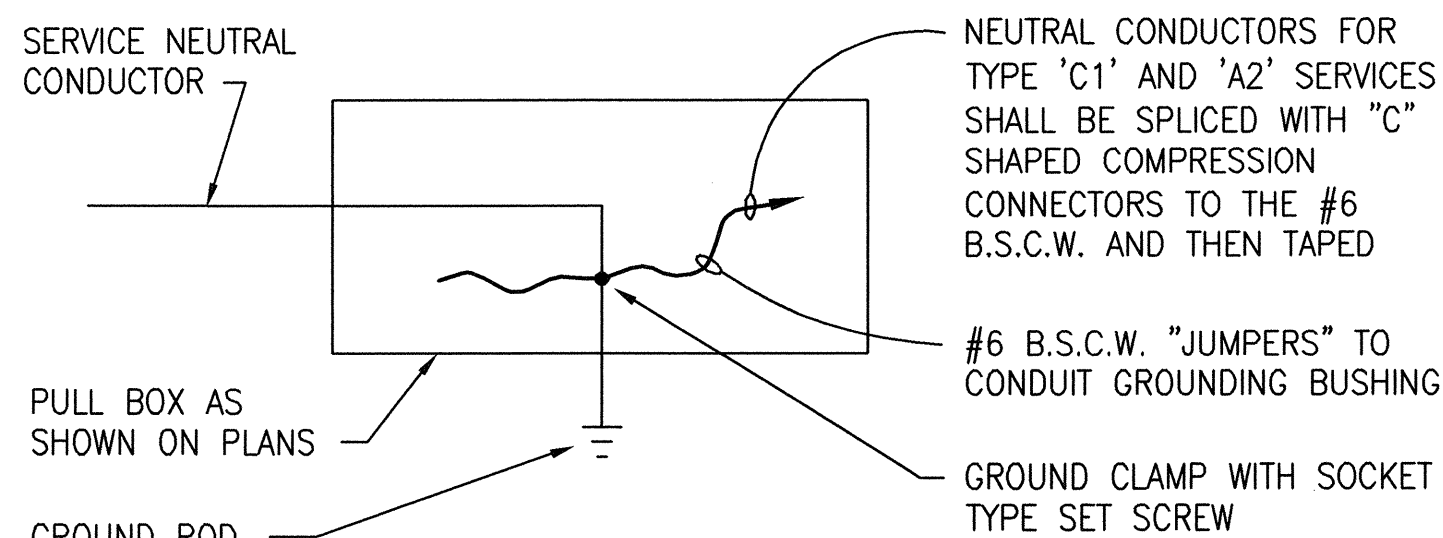 SERVICE NEUTRAL
CONDUCTOR
NEUTRAL CONDUCTORS FOR
TYPE 'C1' AND 'A2' SERVICES
SHALL BE SPLICED WITH "C"
SHAPED COMPRESSION
CONNECTORS TO THE #6
B.S.C.W. AND THEN TAPED
#6 B.S.C.W. "JUMPERS" TO
CONDUIT GROUNDING BUSHING
PULL BOX AS
SHOWN ON PLANS
GROUND CLAMP WITH SOCKET
TYPE SET SCREW
GROUND ROD